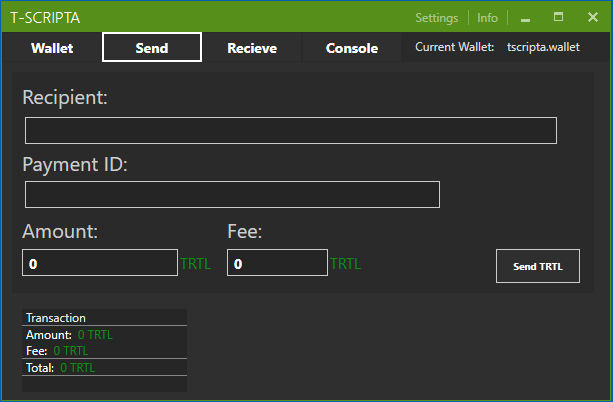 T-SCRIPTA Settings Info
Wallet Send Recieve Console Current Wallet: tscripta.wallet
Recipient:
Payment ID:
Amount: Fee:
0 TRTL 0 TRTL Send TRTL
Transaction
Amount: 0 TRTL
Fee: 0 TRTL
Total: 0 TRTL